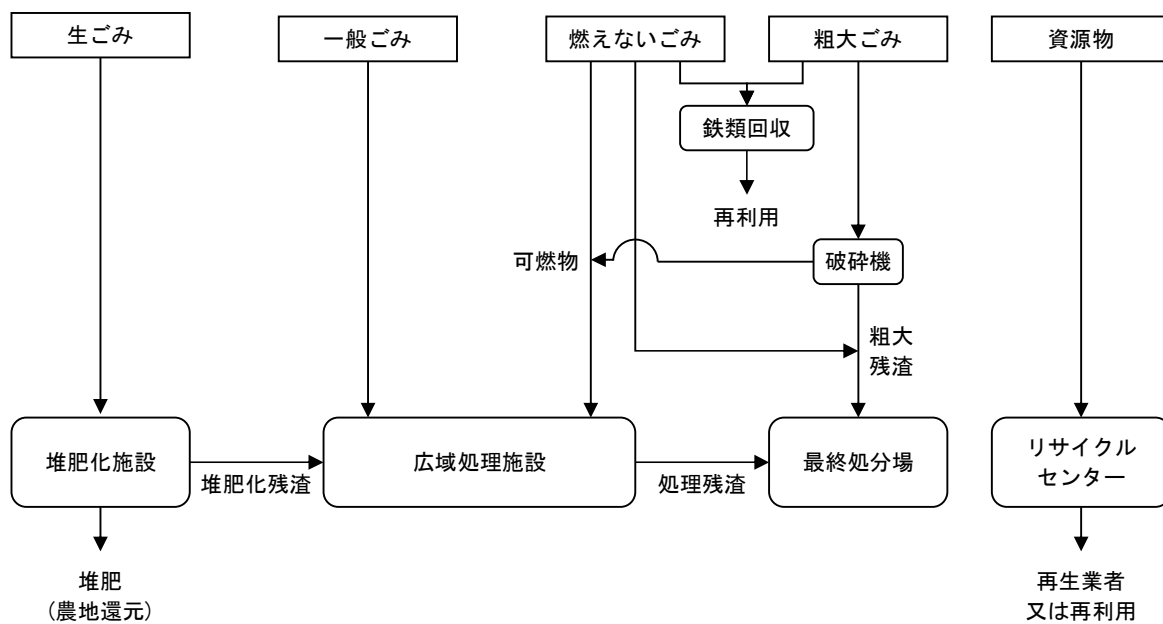 生ごみ
一般ごみ
燃えないごみ
粗大ごみ
資源物
鉄類回収
再利用
可燃物
破砕機
粗大
残渣
堆肥化施設
堆肥化残渣
広域処理施設
処理残渣
最終処分場
リサイクル
センター
堆肥
(農地還元)
再生業者
又は再利用